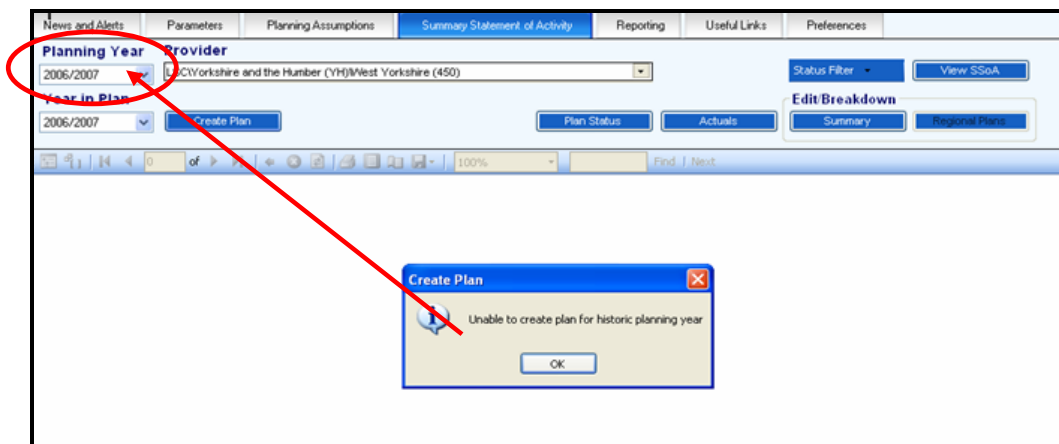 News and Alerts Parameters Planning Assumptions Summary Statement of Activity Reporting Useful Links Preferences
Planning Year Provider
2006/2007 LSC\Yorkshire and the Humber (YH)\West Yorkshire (450) Status Filter View SSoA
Year in Plan Edit/Breakdown
2006/2007 Create Plan Plan Status Actuals Summary Regional Plans
0 of 100% Find | Next
Create Plan
Unable to create plan for historic planning year
OK